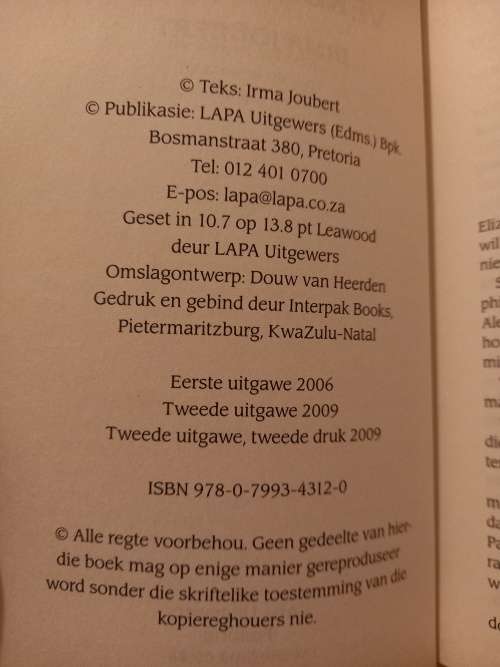 © Teks: Irma Joubert
© Publikasie: LAPA Uitgewers (Edms.) Bpk.
Bosmanstraat 380, Pretoria
Tel: 012 401 0700
E-pos: lapa@lapa.co.za
Geset in 10.7 op 13.8 pt Leawood
deur LAPA Uitgewers
Omslagontwerp: Douw van Heerden
Gedruk en gebind deur Interpak Books,
Pietermaritzburg, KwaZulu-Natal
Eerste uitgawe 2006
Tweede uitgawe 2009
Tweede uitgawe, tweede druk 2009
ISBN 978-0-7993-4312-0
© Alle regte voorbehou. Geen gedeelte van hier-
die boek mag op enige manier gereproduseer
word sonder die skriftelike toestemming van die
kopiereghouers nie.